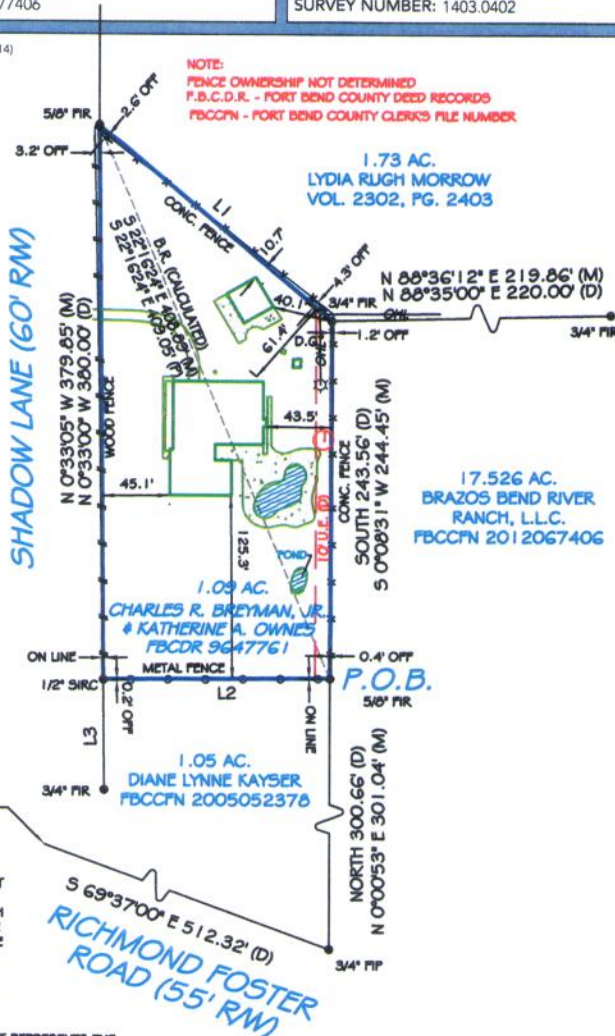 77406
SURVEY NUMBER: 1403.0402
14)
NOTE:
FENCE OWNERSHIP NOT DETERMINED
F.B.C.D.R. - FORT BEND COUNTY DEED RECORDS
FBCCFN - FORT BEND COUNTY CLERKS FILE NUMBER
5/8" FIR
2.6' OFF
3.2' OFF
L1
CONC. FENCE
10.7'
1.73 AC.
LYDIA RUGH MORROW
VOL. 2302, PG. 2403
4.3' OFF
N 88°36'12" E 219.86' (M)
N 88°35'00" E 220.00' (D)
3/4" FIR
OHL
3/4" FIR
1.2' OFF
40.1'
61.4'
D.G.
OHL
B.R. (CALCULATED)
S 22°16'24" E 408.89' (M)
SHADOW LANE (60' R/W)
N 0°33'05" W 379.85' (M)
N 0°33'00" W 380.00' (D)
WOOD FENCE
43.5'
45.1'
125.3'
CONC. FENCE
SOUTH 243.56' (D)
S 0°08'31" W 244.45' (M)
10' U.E. (D)
17.526 AC.
BRAZOS BEND RIVER
RANCH, L.L.C.
FBCCFN 2012067406
POND
1.09 AC.
CHARLES R. BREYMAN, JR.
& KATHERINE A. OWNES
FBCDR 9647761
ON LINE
METAL FENCE
0.4' OFF
1/2" SIRC
0.2' OFF
L2
ON LINE
P.O.B.
5/8" FIR
L3
3/4" FIR
1.05 AC.
DIANE LYNNE KAYSER
FBCCFN 2005052378
NORTH 300.66' (D)
N 0°00'53" E 301.04' (M)
S 69°37'00" E 512.32' (D)
RICHMOND FOSTER
ROAD (55' R/W)
3/4" FIP